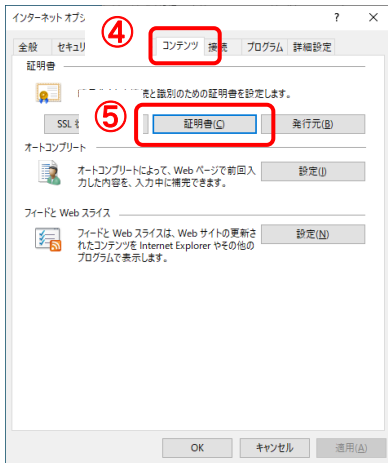 インターネット オプシ
? ×
④
全般 セキュリ コンテンツ 接続 プログラム 詳細設定
証明書
続と識別のための証明書を設定します。
⑤
SSL 証明書(C) 発行元(B)
オートコンプリート
オートコンプリートによって、Web ページで前回入
力した内容を、入力中に補完できます。
設定(I)
フィードと Web スライス
フィードと Web スライスは、Web サイトの更新さ
れたコンテンツを Internet Explorer やその他の
プログラムで表示します。
設定(N)
OK キャンセル 適用(A)